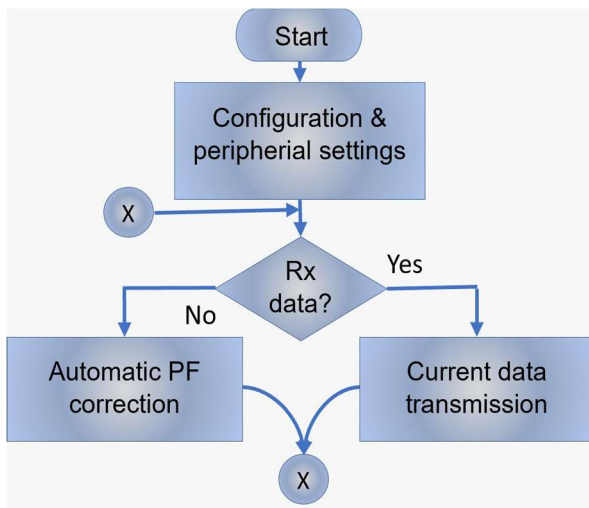 Start
Configuration &
peripherial settings
X
Rx
data?
Yes
No
Automatic PF
correction
Current data
transmission
X